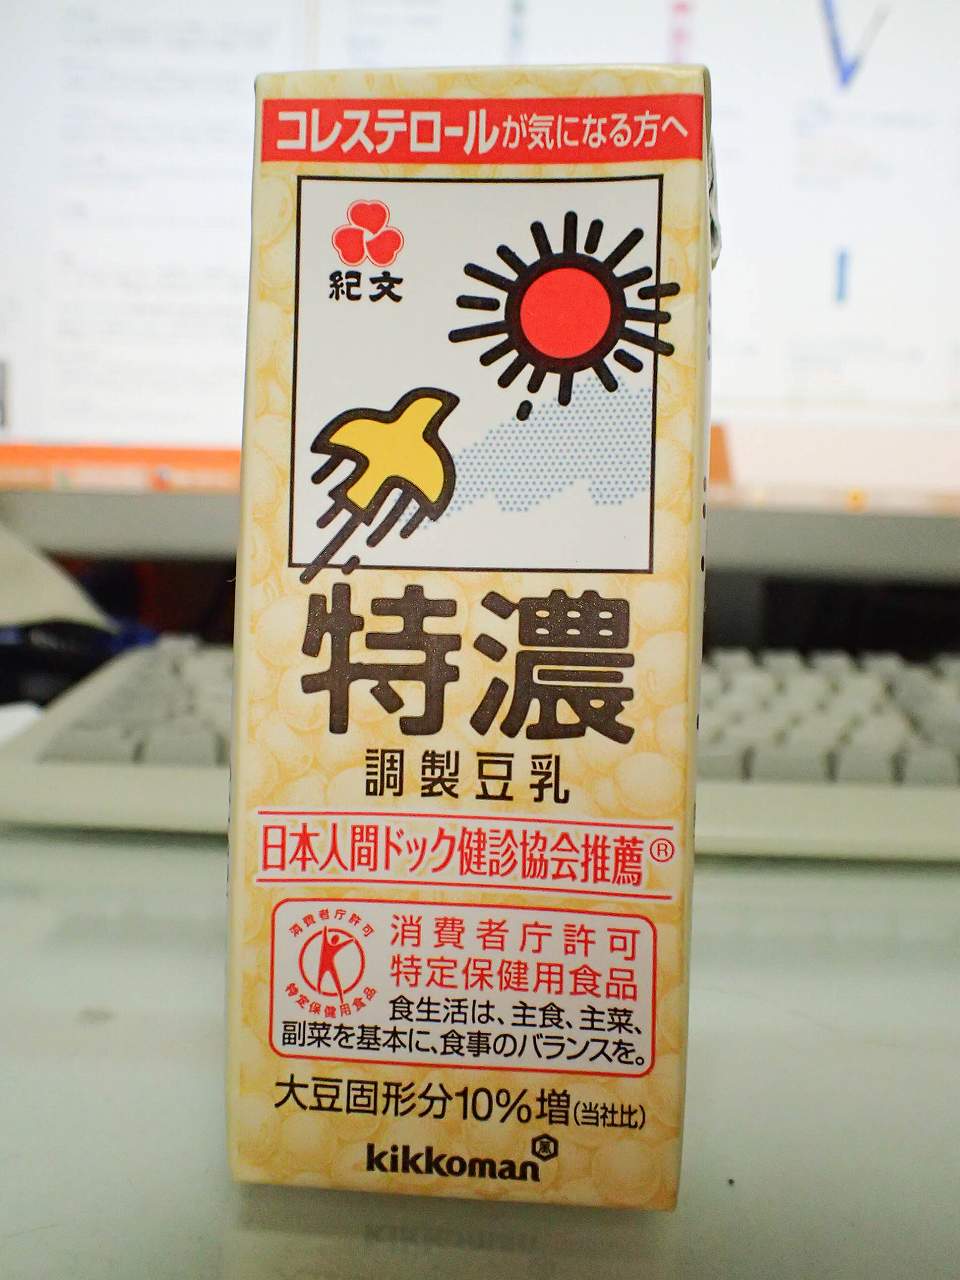 コレステロールが気になる方へ
紀文
特濃
調製豆乳
日本人間ドック健診協会推薦®
消費者庁許可
特定保健用食品
消費者庁許可
特定保健用食品
食生活は、主食、主菜、
副菜を基本に、食事のバランスを。
大豆固形分10%増(当社比)
kikkoman